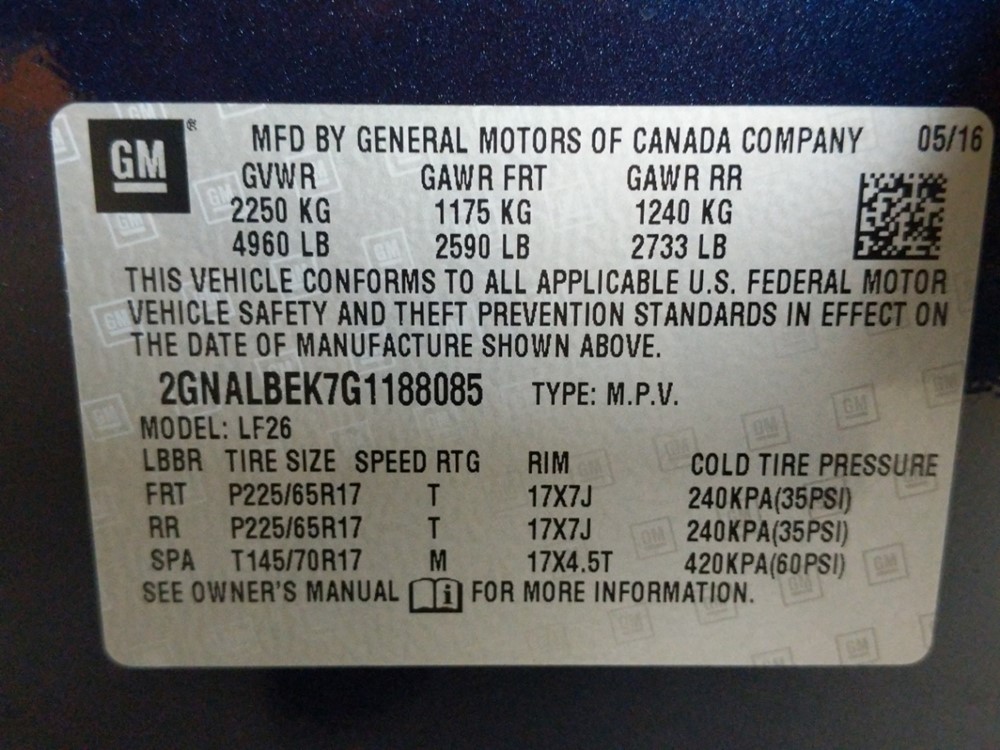 GM ® MFD BY GENERAL MOTORS OF CANADA COMPANY 05/16
GVWR GAWR FRT GAWR RR
2250 KG 1175 KG 1240 KG
4960 LB 2590 LB 2733 LB
THIS VEHICLE CONFORMS TO ALL APPLICABLE U.S. FEDERAL MOTOR
VEHICLE SAFETY AND THEFT PREVENTION STANDARDS IN EFFECT ON
THE DATE OF MANUFACTURE SHOWN ABOVE.
2GNALBEK7G1188085 TYPE: M.P.V.
MODEL: LF26
LBBR TIRE SIZE SPEED RTG RIM COLD TIRE PRESSURE
FRT P225/65R17 T 17X7J 240KPA(35PSI)
RR P225/65R17 T 17X7J 240KPA(35PSI)
SPA T145/70R17 M 17X4.5T 420KPA(60PSI)
SEE OWNER'S MANUAL i FOR MORE INFORMATION.